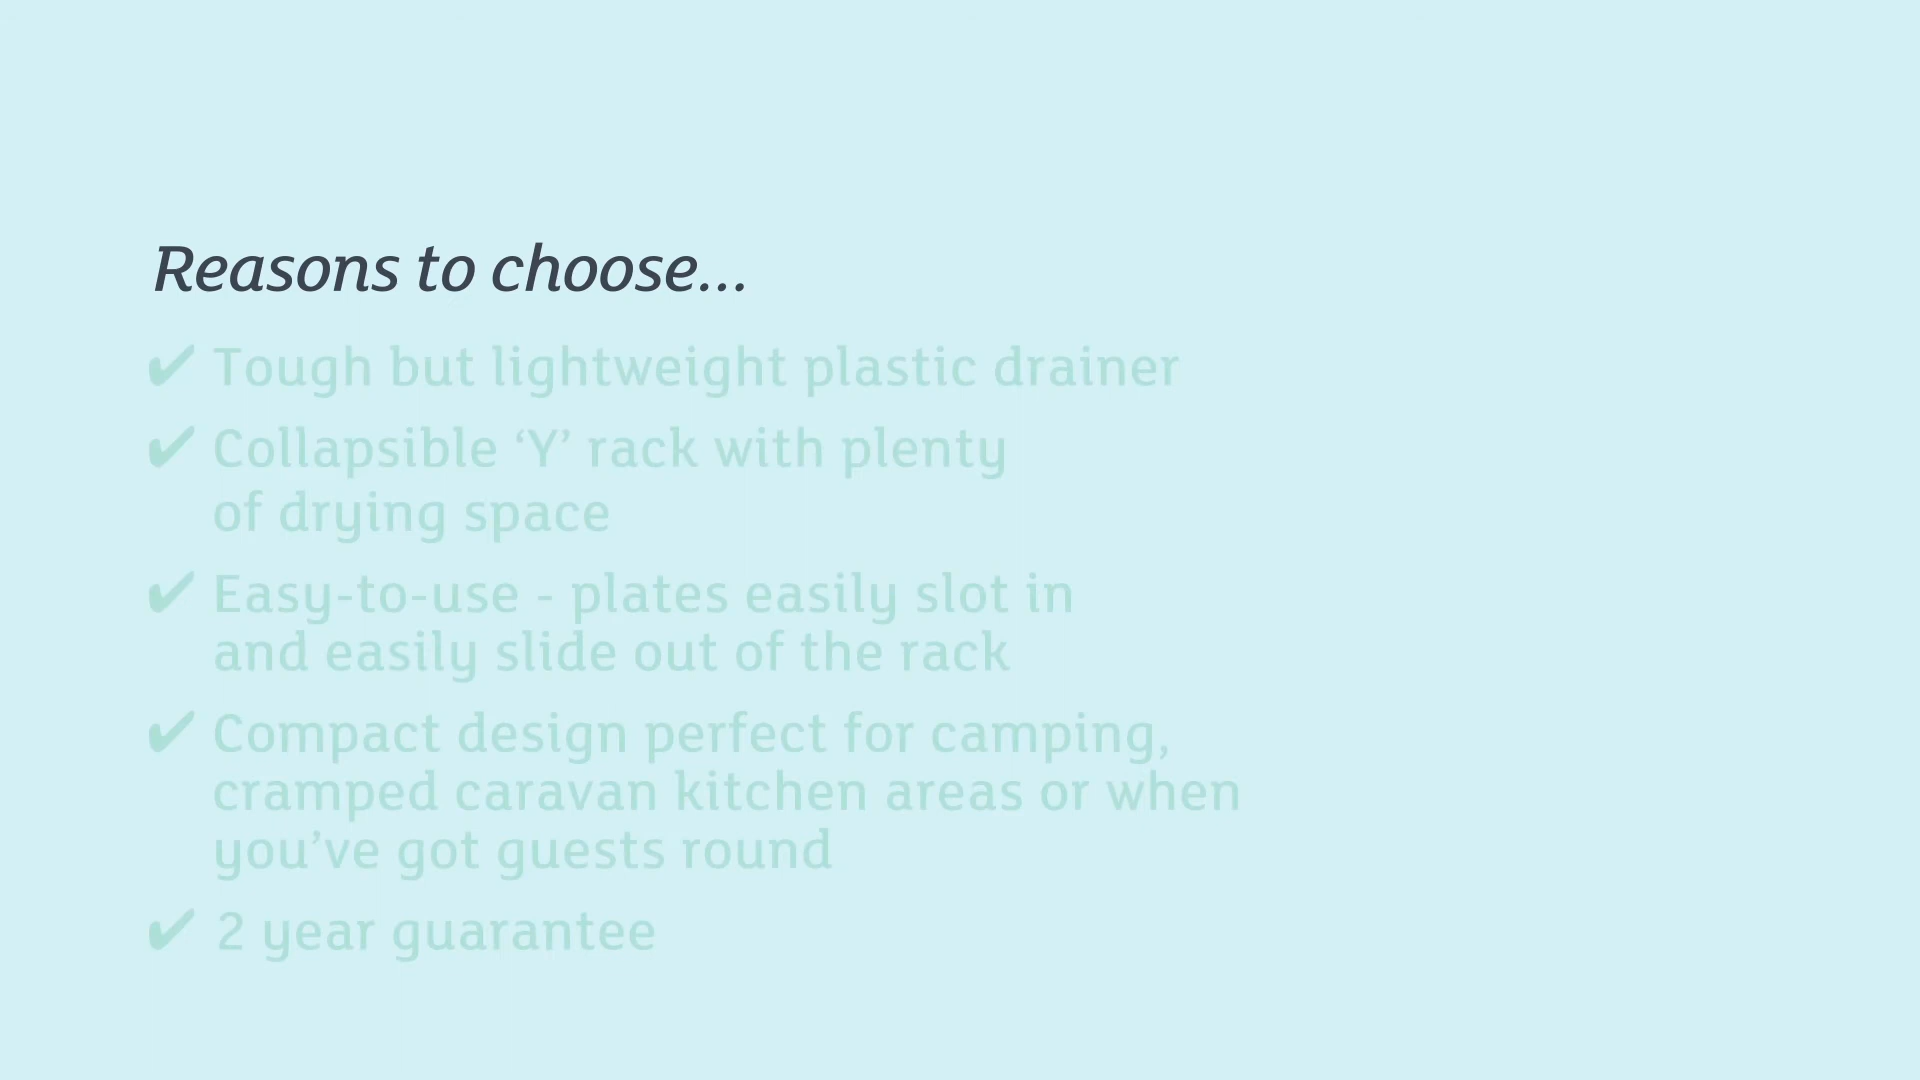 Reasons to choose...
✔ Tough but lightweight plastic drainer
✔ Collapsible ‘Y’ rack with plenty
of drying space
✔ Easy-to-use - plates easily slot in
and easily slide out of the rack
✔ Compact design perfect for camping,
cramped caravan kitchen areas or when
you’ve got guests round
✔ 2 year guarantee